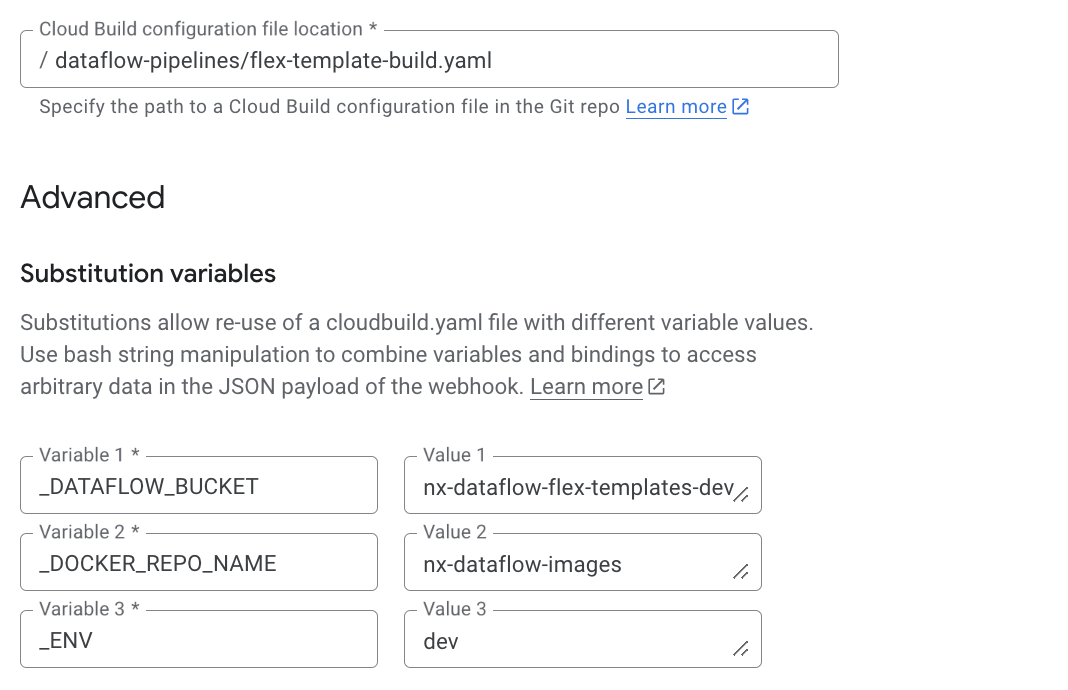 Cloud Build configuration file location *
/ dataflow-pipelines/flex-template-build.yaml
Specify the path to a Cloud Build configuration file in the Git repo Learn more
Advanced
Substitution variables
Substitutions allow re-use of a cloudbuild.yaml file with different variable values.
Use bash string manipulation to combine variables and bindings to access
arbitrary data in the JSON payload of the webhook. Learn more
Variable 1 * Value 1
_DATAFLOW_BUCKET nx-dataflow-flex-templates-dev
Variable 2 * Value 2
_DOCKER_REPO_NAME nx-dataflow-images
Variable 3 * Value 3
_ENV dev